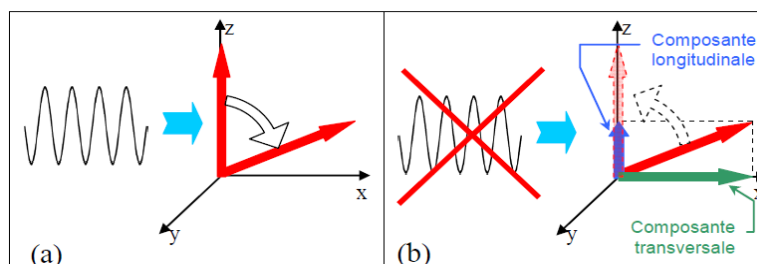 z
x
y
(a)
z
Composante
longitudinale
x
y
Composante
transversale
(b)